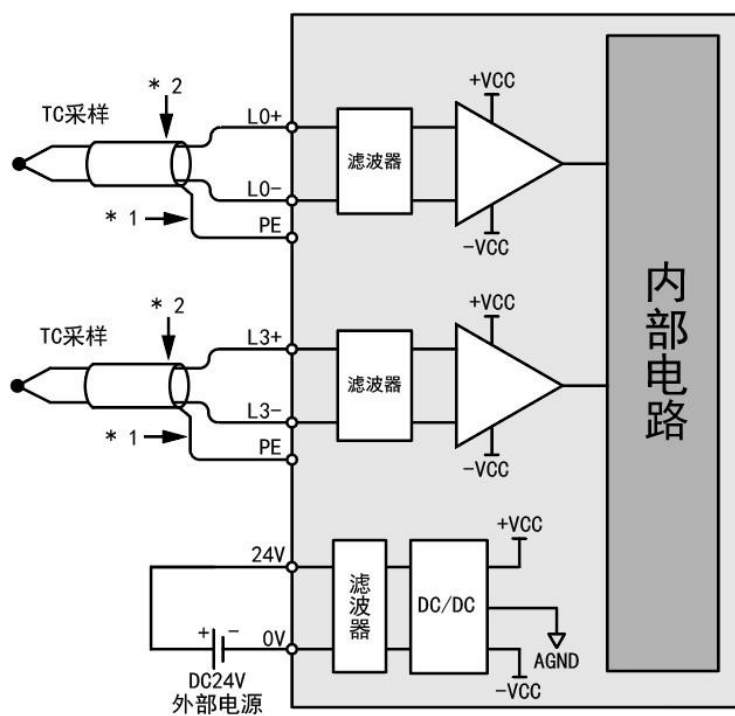 * 2
TC采样
L0+
+VCC
滤波器
L0-
* 1
PE
-VCC
* 2
TC采样
L3+
+VCC
滤波器
L3-
* 1
PE
-VCC
内部电路
24V
+VCC
滤波器
DC/DC
+ -
0V
AGND
DC24V
-VCC
外部电源